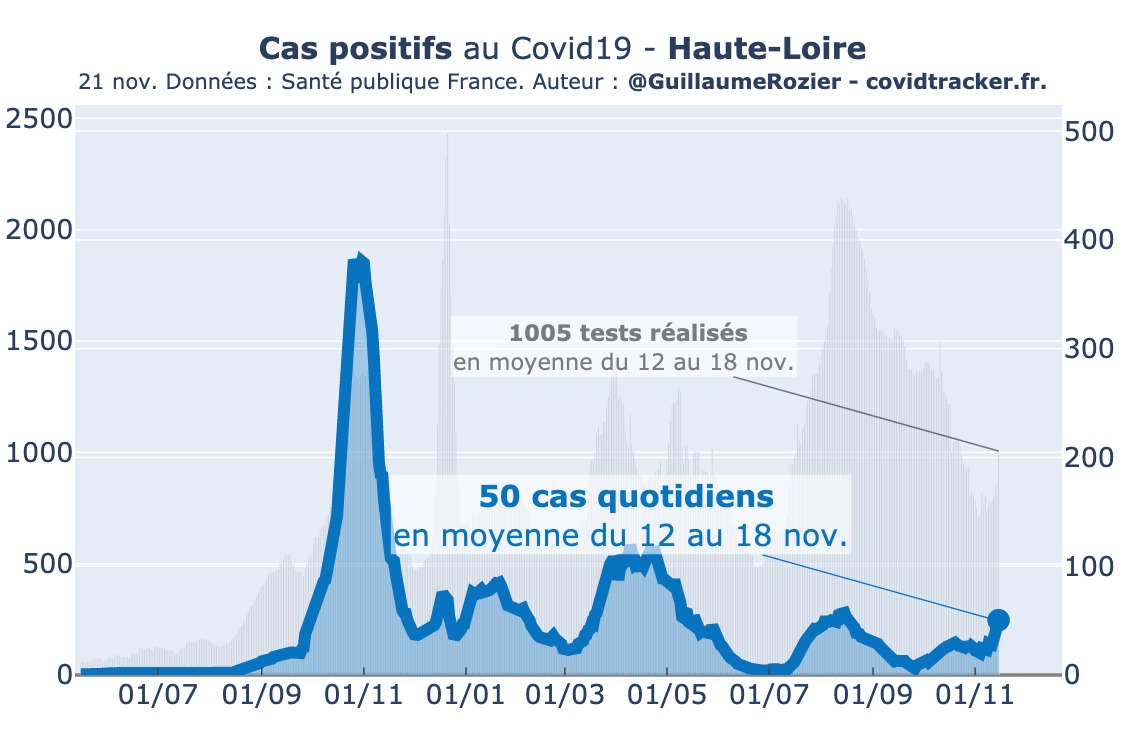 Cas positifs au Covid19 - Haute-Loire
21 nov. Données : Santé publique France. Auteur : @GuillaumeRozier - covidtracker.fr.
2500
2000
1500
1000
500
0
500
400
300
200
100
0
1005 tests réalisés
en moyenne du 12 au 18 nov.
50 cas quotidiens
en moyenne du 12 au 18 nov.
01/07 01/09 01/11 01/01 01/03 01/05 01/07 01/09 01/11